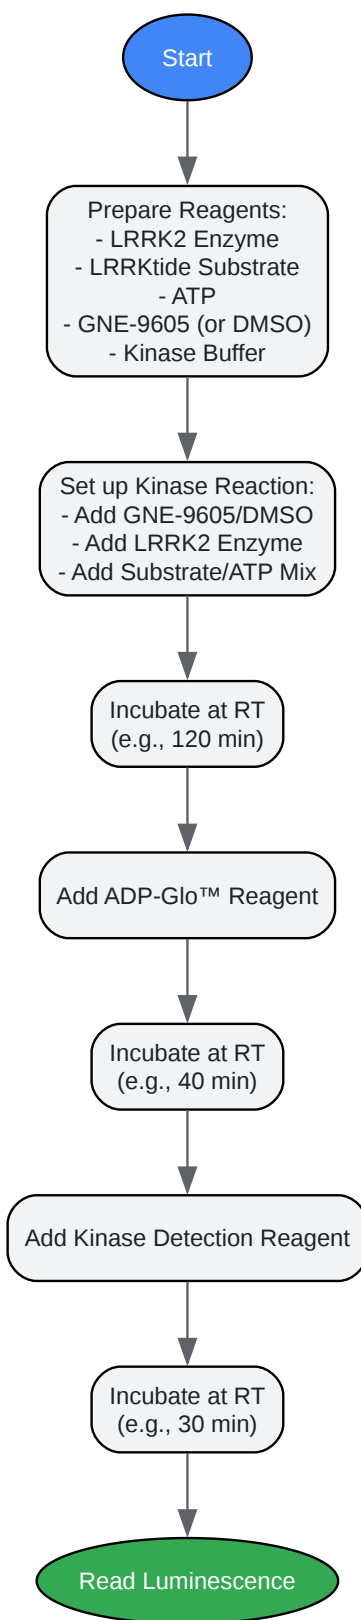 Start
Prepare Reagents:
- LRRK2 Enzyme
- LRRKtide Substrate
- ATP
- GNE-9605 (or DMSO)
- Kinase Buffer
Set up Kinase Reaction:
- Add GNE-9605/DMSO
- Add LRRK2 Enzyme
- Add Substrate/ATP Mix
Incubate at RT
(e.g., 120 min)
Add ADP-Glo™ Reagent
Incubate at RT
(e.g., 40 min)
Add Kinase Detection Reagent
Incubate at RT
(e.g., 30 min)
Read Luminescence